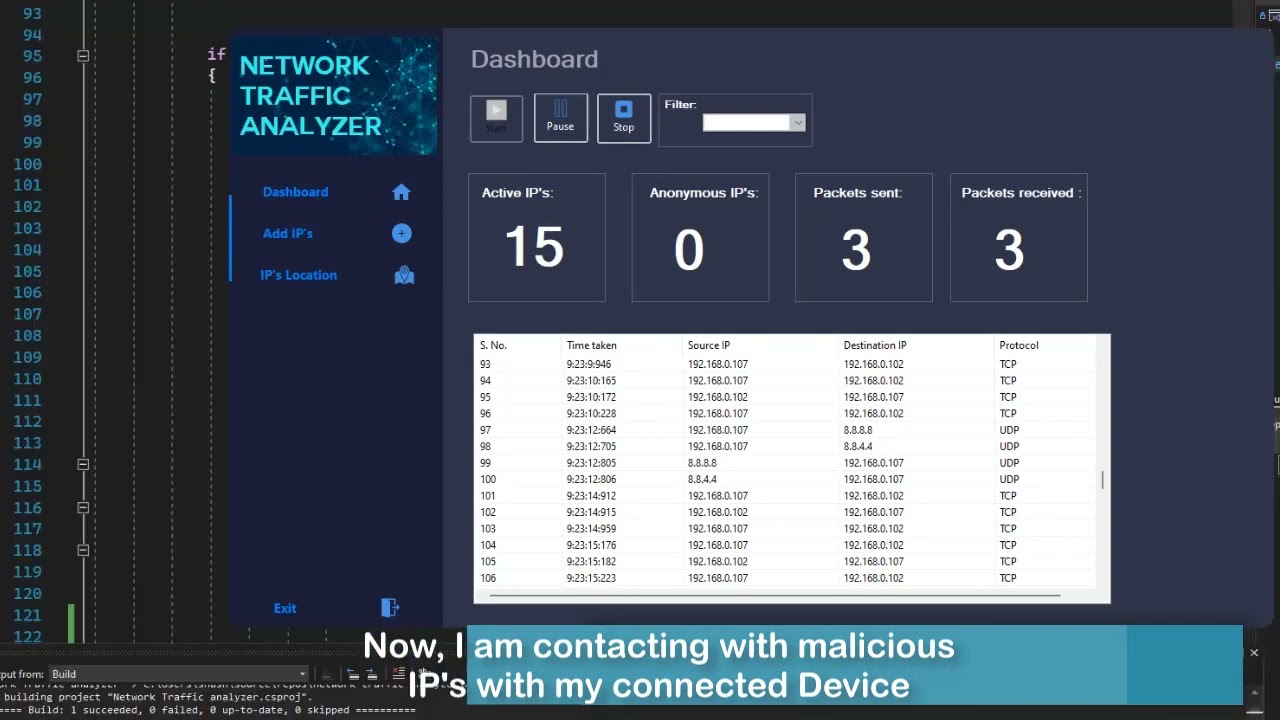 93
94
95
96
97
98
99
100
101
102
103
104
105
106
107
108
109
110
111
112
113
114
115
116
117
118
119
120
121
122
if
{
NETWORK
TRAFFIC
ANALYZER
Dashboard
Add IP's
IP's Location
Exit
Dashboard
Start
Pause
Stop
Filter:
Active IP's:
15
Anonymous IP's:
0
Packets sent:
3
Packets received :
3
S. No. Time taken Source IP Destination IP Protocol
93 9:23:9:946 192.168.0.107 192.168.0.102 TCP
94 9:23:10:165 192.168.0.107 192.168.0.102 TCP
95 9:23:10:172 192.168.0.102 192.168.0.107 TCP
96 9:23:10:228 192.168.0.107 192.168.0.102 TCP
97 9:23:12:664 192.168.0.107 8.8.8.8 UDP
98 9:23:12:705 192.168.0.107 8.8.4.4 UDP
99 9:23:12:805 8.8.8.8 192.168.0.107 UDP
100 9:23:12:806 8.8.4.4 192.168.0.107 UDP
101 9:23:14:912 192.168.0.107 192.168.0.102 TCP
102 9:23:14:915 192.168.0.102 192.168.0.107 TCP
103 9:23:14:959 192.168.0.107 192.168.0.102 TCP
104 9:23:15:176 192.168.0.107 192.168.0.102 TCP
105 9:23:15:182 192.168.0.102 192.168.0.107 TCP
106 9:23:15:223 192.168.0.107 192.168.0.102 TCP
Now, I am contacting with malicious
IP's with my connected Device
put from: Build
building project "Network Traffic analyzer.csproj".
==== Build: 1 succeeded, 0 failed, 0 up-to-date, 0 skipped ==========